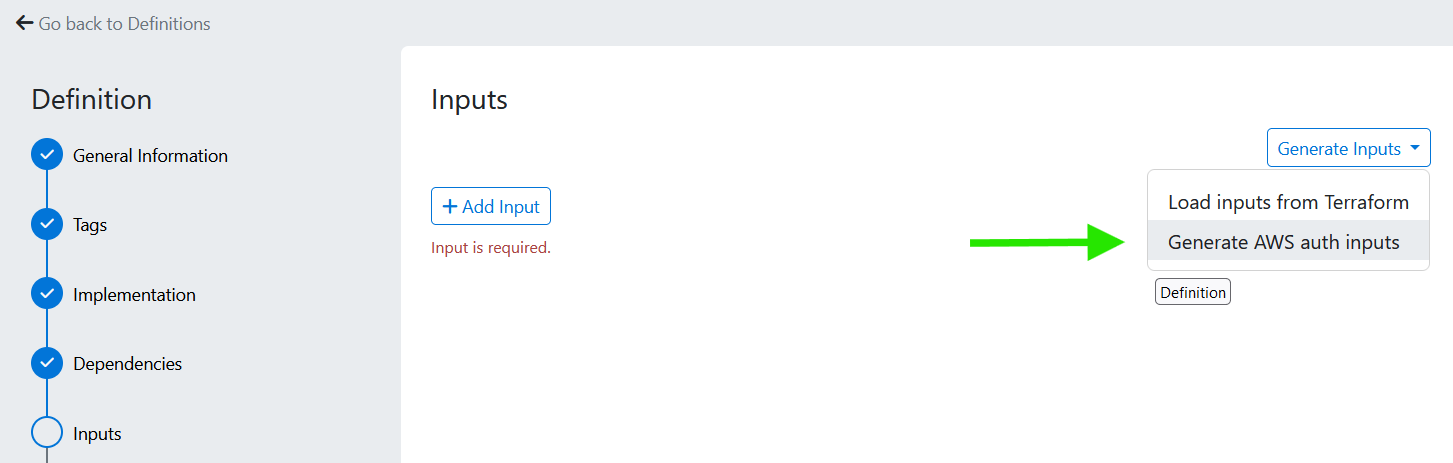 Go back to Definitions
Definition
General Information
Tags
Implementation
Dependencies
Inputs
Inputs
Generate Inputs
Load inputs from Terraform
Generate AWS auth inputs
Definition
+ Add Input
Input is required.